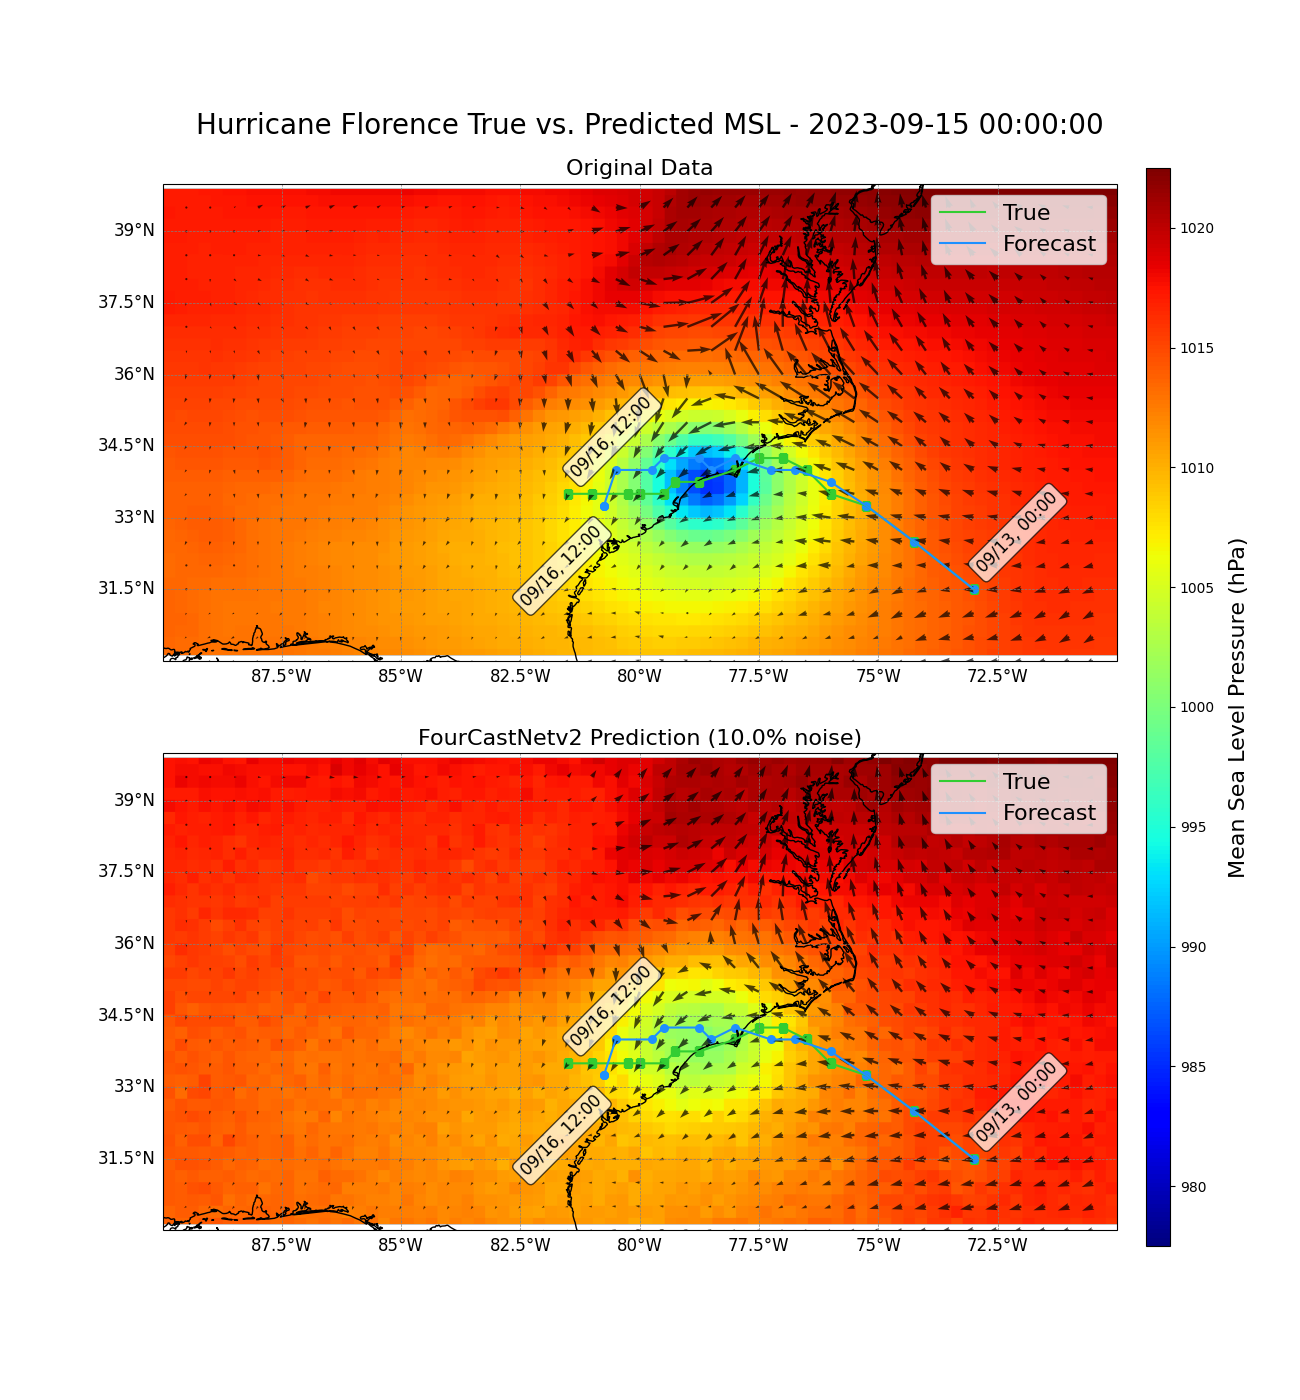 Hurricane Florence True vs. Predicted MSL - 2023-09-15 00:00:00
Original Data
True
Forecast
39°N
37.5°N
36°N
34.5°N
33°N
31.5°N
09/16, 12:00
09/16, 12:00
09/13, 00:00
87.5°W 85°W 82.5°W 80°W 77.5°W 75°W 72.5°W
FourCastNetv2 Prediction (10.0% noise)
True
Forecast
39°N
37.5°N
36°N
34.5°N
33°N
31.5°N
09/16, 12:00
09/16, 12:00
09/13, 00:00
87.5°W 85°W 82.5°W 80°W 77.5°W 75°W 72.5°W
1020
1015
1010
1005
1000
995
990
985
980
Mean Sea Level Pressure (hPa)